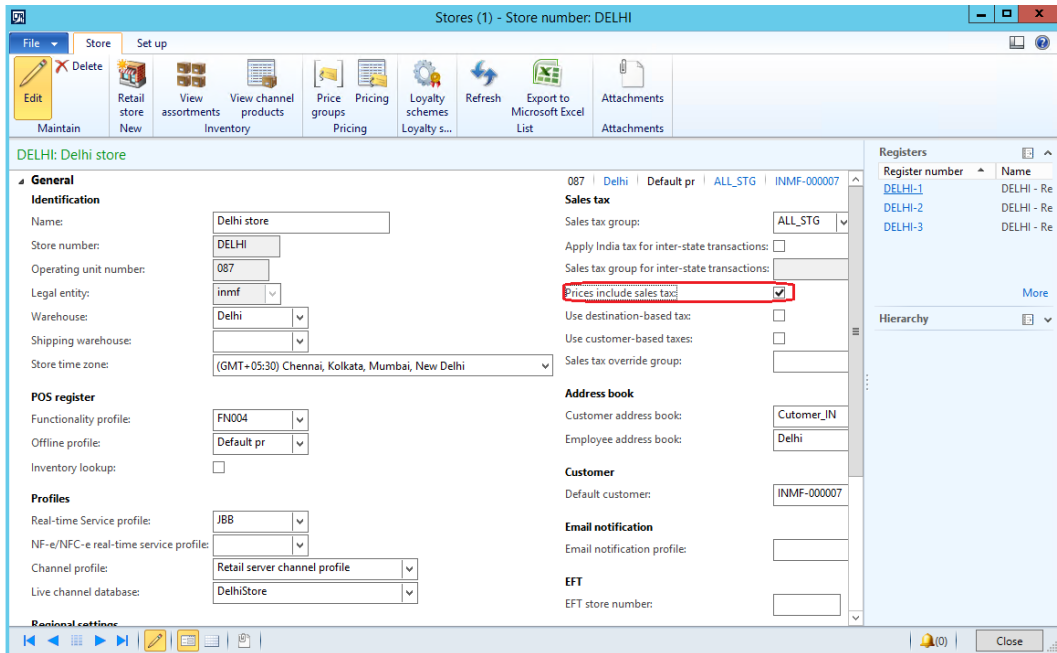 Stores (1) - Store number: DELHI
File Store Set up
Edit
Delete
Maintain
Retail store
New
View assortments
View channel products
Inventory
Price groups
Pricing
Pricing
Loyalty schemes
Loyalty s...
Refresh
Export to Microsoft Excel
List
Attachments
Attachments
DELHI: Delhi store
General
087 Delhi Default pr ALL_STG INMF-000007
Identification
Name: Delhi store
Store number: DELHI
Operating unit number: 087
Legal entity: inmf
Warehouse: Delhi
Shipping warehouse:
Store time zone: (GMT+05:30) Chennai, Kolkata, Mumbai, New Delhi
POS register
Functionality profile: FN004
Offline profile: Default pr
Inventory lookup:
Profiles
Real-time Service profile: JBB
NF-e/NFC-e real-time service profile:
Channel profile: Retail server channel profile
Live channel database: DelhiStore
Regional settings
Sales tax
Sales tax group: ALL_STG
Apply India tax for inter-state transactions:
Sales tax group for inter-state transactions:
Prices include sales tax:
Use destination-based tax:
Use customer-based taxes:
Sales tax override group:
Address book
Customer address book: Cutomer_IN
Employee address book: Delhi
Customer
Default customer: INMF-000007
Email notification
Email notification profile:
EFT
EFT store number:
Registers
Register number Name
DELHI-1 DELHI - Re
DELHI-2 DELHI - Re
DELHI-3 DELHI - Re
More
Hierarchy
(0)
Close